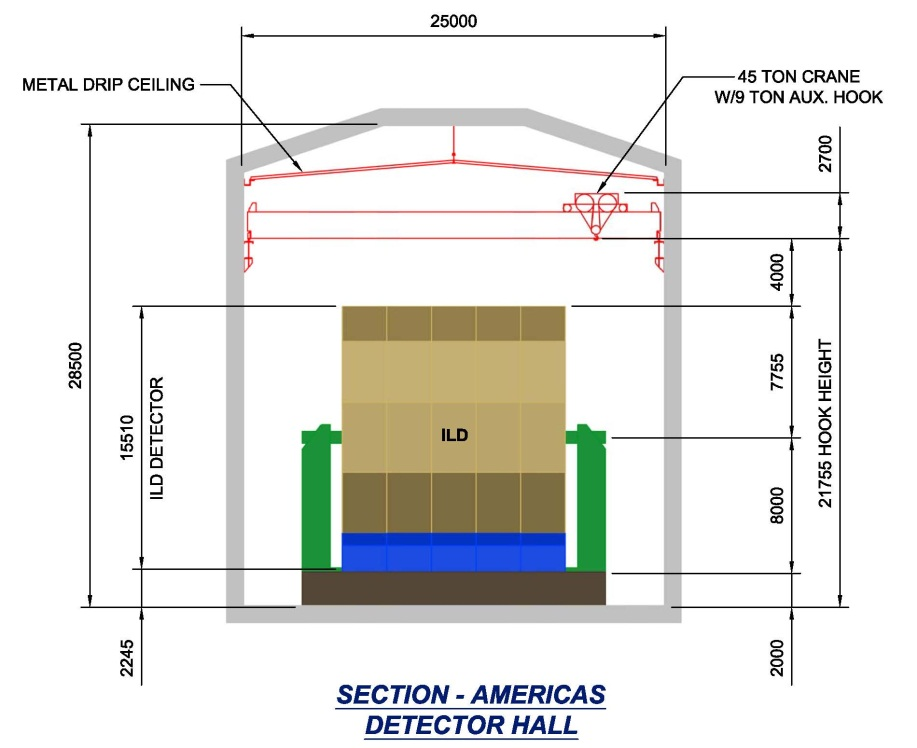 25000
METAL DRIP CEILING
45 TON CRANE
W/9 TON AUX. HOOK
2700
4000
28500
15510
ILD DETECTOR
ILD
7755
21755 HOOK HEIGHT
8000
2245
2000
SECTION - AMERICAS
DETECTOR HALL